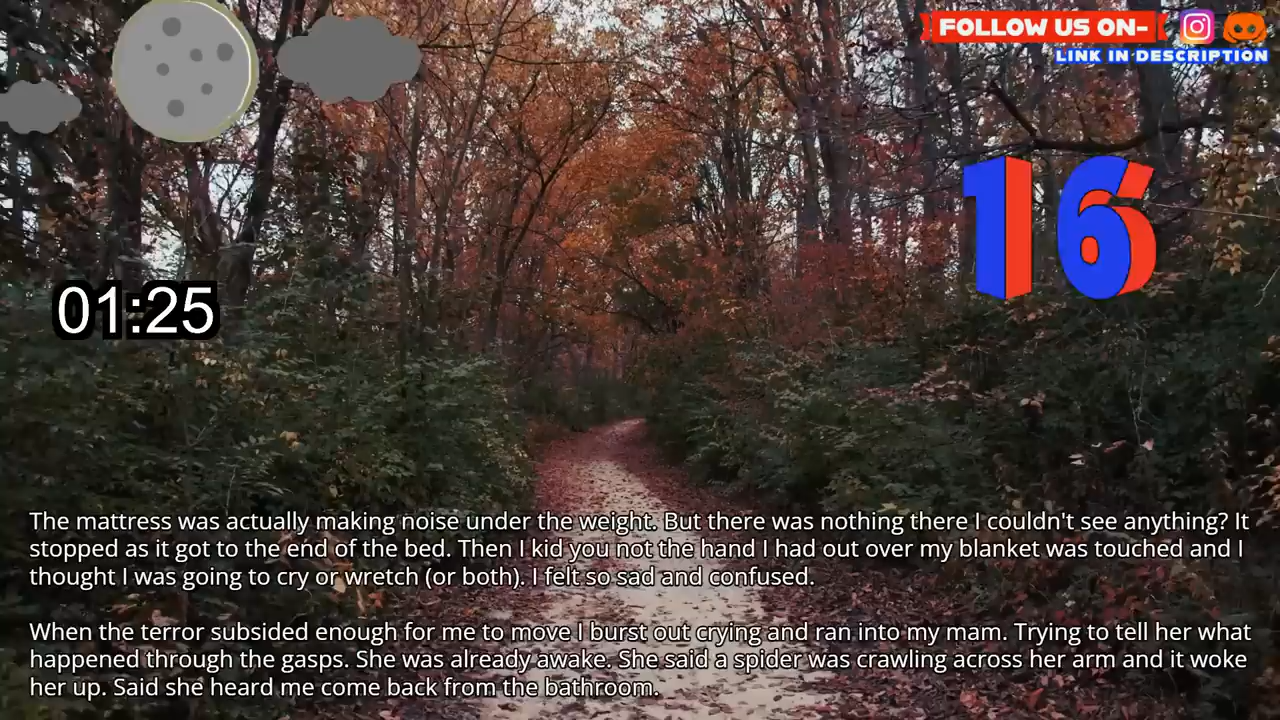 FOLLOW US ON-
LINK IN DESCRIPTION
16
01:25
The mattress was actually making noise under the weight. But there was nothing there I couldn't see anything? It
stopped as it got to the end of the bed. Then I kid you not the hand I had out over my blanket was touched and I
thought I was going to cry or wretch (or both). I felt so sad and confused.
When the terror subsided enough for me to move I burst out crying and ran into my mam. Trying to tell her what
happened through the gasps. She was already awake. She said a spider was crawling across her arm and it woke
her up. Said she heard me come back from the bathroom.